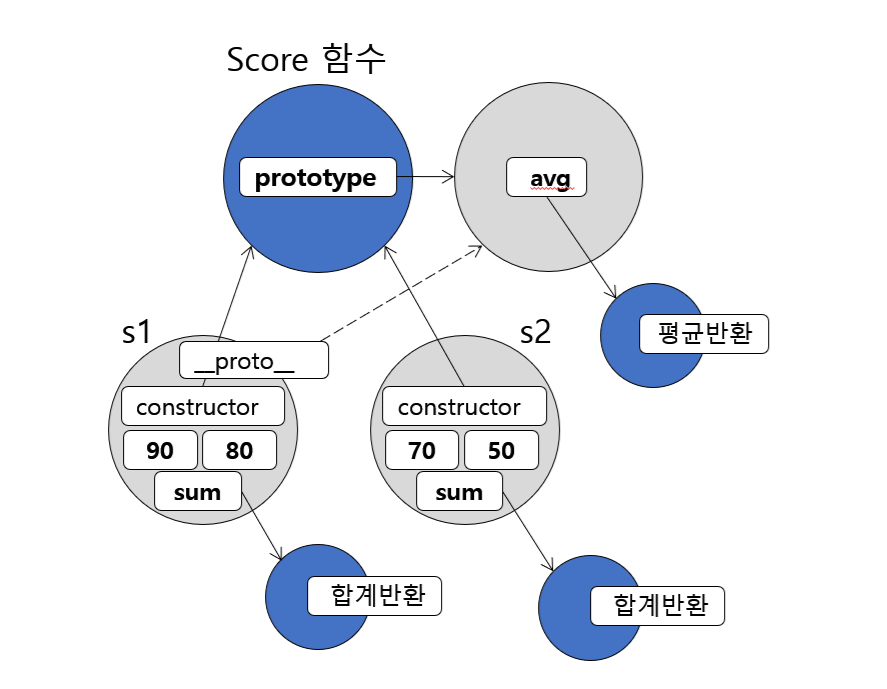 Score 함수
prototype
avg
평균반환
s1
s2
__proto__
constructor
constructor
90 80
70 50
sum
sum
합계반환
합계반환